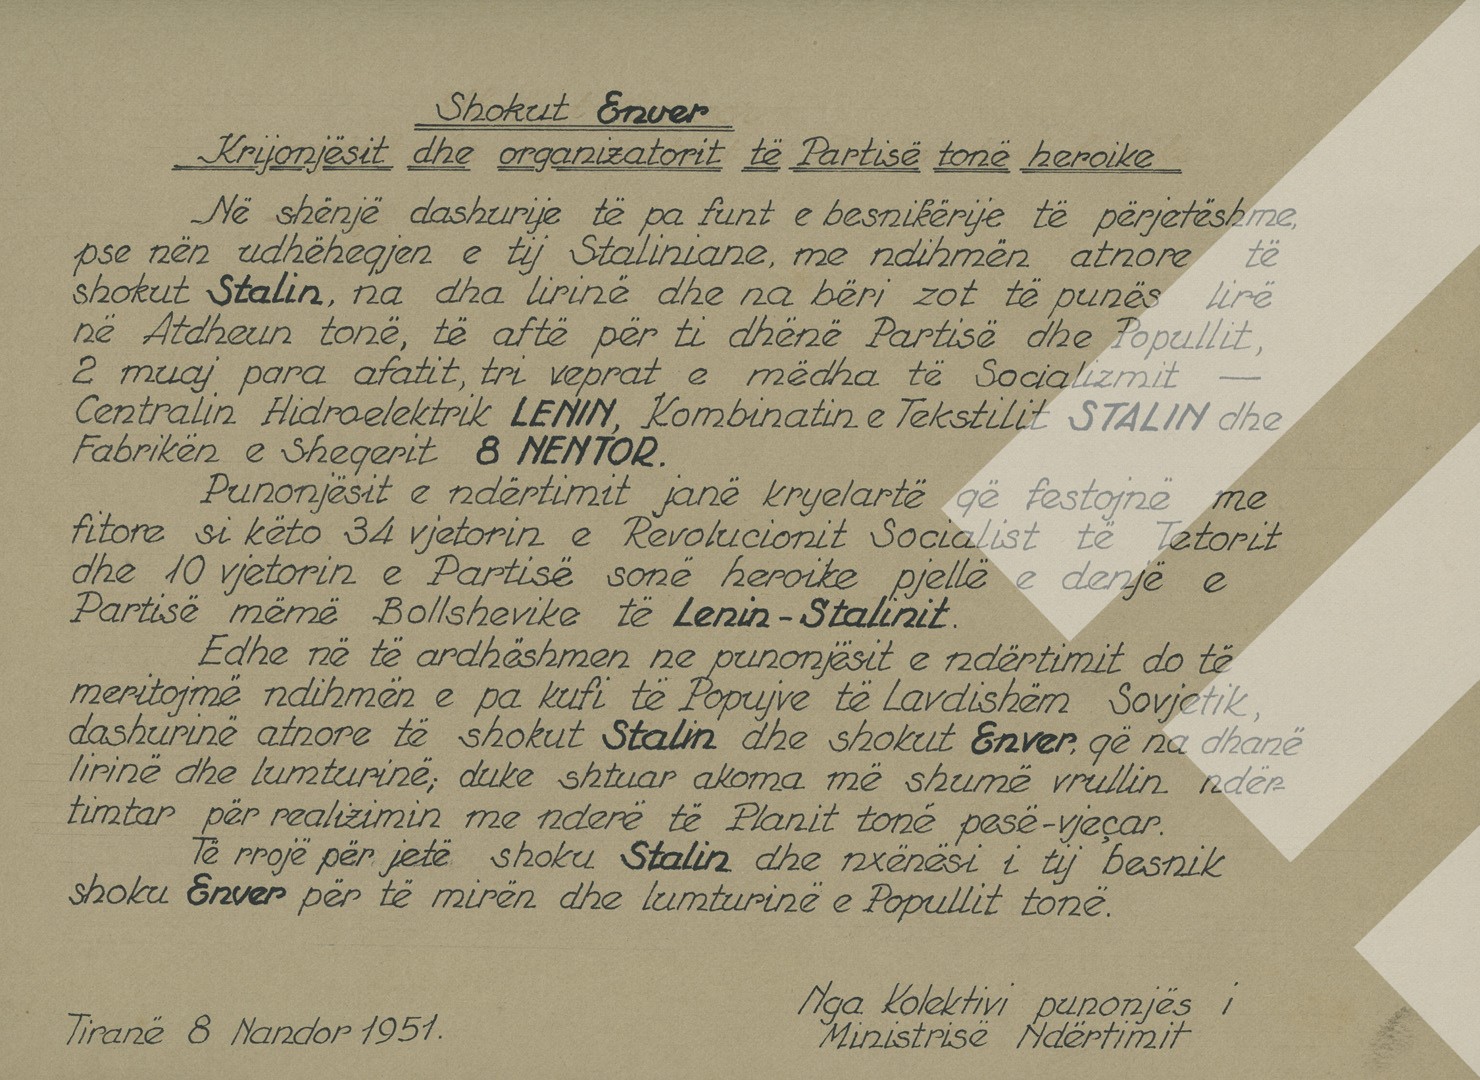 Shokut Enver
Krijonjësit dhe organizatorit të Partisë tonë heroike
Në shënjë dashurije të pa funt e besnikërije të përjetëshme,
pse nën udhëheqjen e tij Staliniane, me ndihmën atnore të
shokut Stalin, na dha lirinë dhe na bëri zot të punës lirë
në Atdheun tonë, të aftë për ti dhënë Partisë dhe Popullit,
2 muaj para afatit, tri veprat e mëdha të Socializmit —
Centralin Hidroelektrik LENIN, Kombinatin e Tekstilit STALIN dhe
Fabrikën e Sheqerit 8 NENTOR.
Punonjësit e ndërtimit janë kryelartë që festojnë me
fitore si këto 34 vjetorin e Revolucionit Socialist të Tetorit
dhe 10 vjetorin e Partisë sonë heroike pjellë e denjë e
Partisë mëmë Bollshevike të Lenin-Stalinit.
Edhe në të ardhëshmen ne punonjësit e ndërtimit do të
meritojmë ndihmën e pa kufi të Popujve të Lavdishëm Sovjetik,
dashurinë atnore të shokut Stalin dhe shokut Enver, që na dhanë
lirinë dhe lumturinë; duke shtuar akoma më shumë vrullin ndër-
timtar për realizimin me nderë të Planit tonë pesë-vjeçar.
Të rrojë për jetë shoku Stalin dhe nxënësi i tij besnik
shoku Enver për të mirën dhe lumturinë e Popullit tonë.
Nga Kolektivi punonjës i
Tiranë 8 Nandor 1951.
Ministrisë Ndërtimit